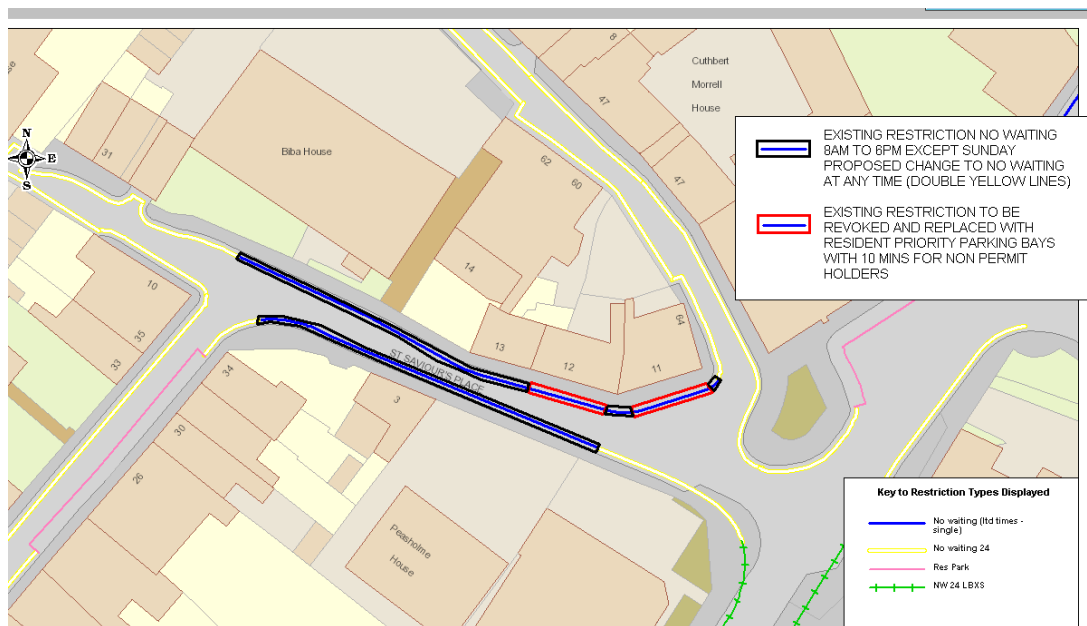 8
Cuthbert
Morrell
House
47
31
Biba House
62
60
47
N
E
S
EXISTING RESTRICTION NO WAITING
8AM TO 6PM EXCEPT SUNDAY
PROPOSED CHANGE TO NO WAITING
AT ANY TIME (DOUBLE YELLOW LINES)
EXISTING RESTRICTION TO BE
REVOKED AND REPLACED WITH
RESIDENT PRIORITY PARKING BAYS
WITH 10 MINS FOR NON PERMIT
HOLDERS
14
10
64
35
33
13
12
11
ST SAVIOUR'S PLACE
34
3
30
26
Peasholme
House
Key to Restriction Types Displayed
No waiting (ltd times -
single)
No waiting 24
Res Park
NW 24 LBXS